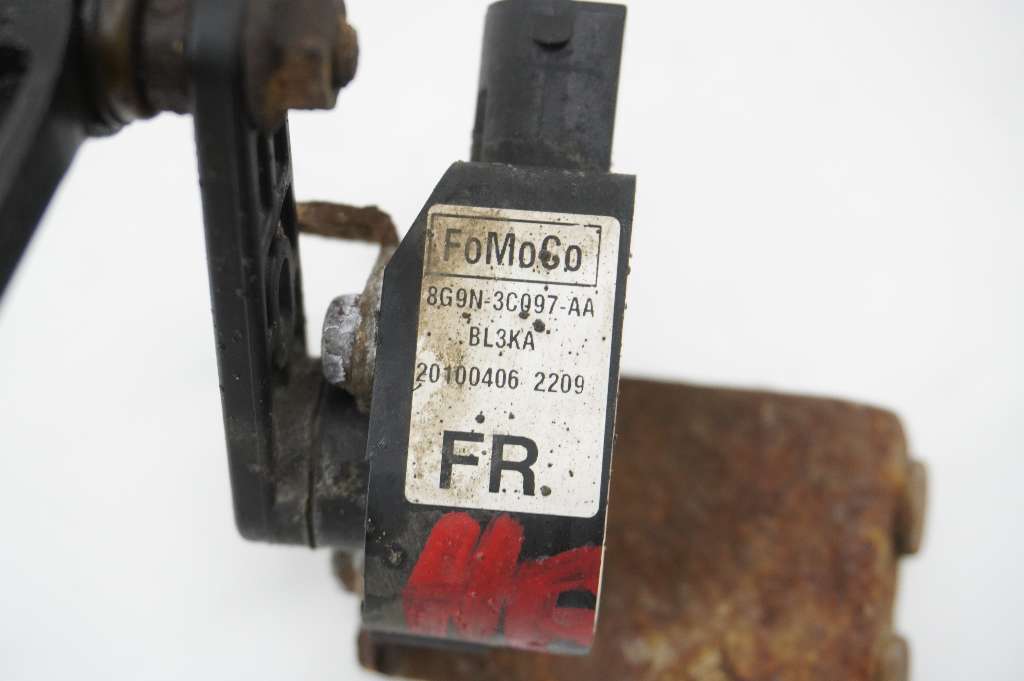 FoMoCo
8G9N-3C097-AA
BL3KA
20100406 2209
FR